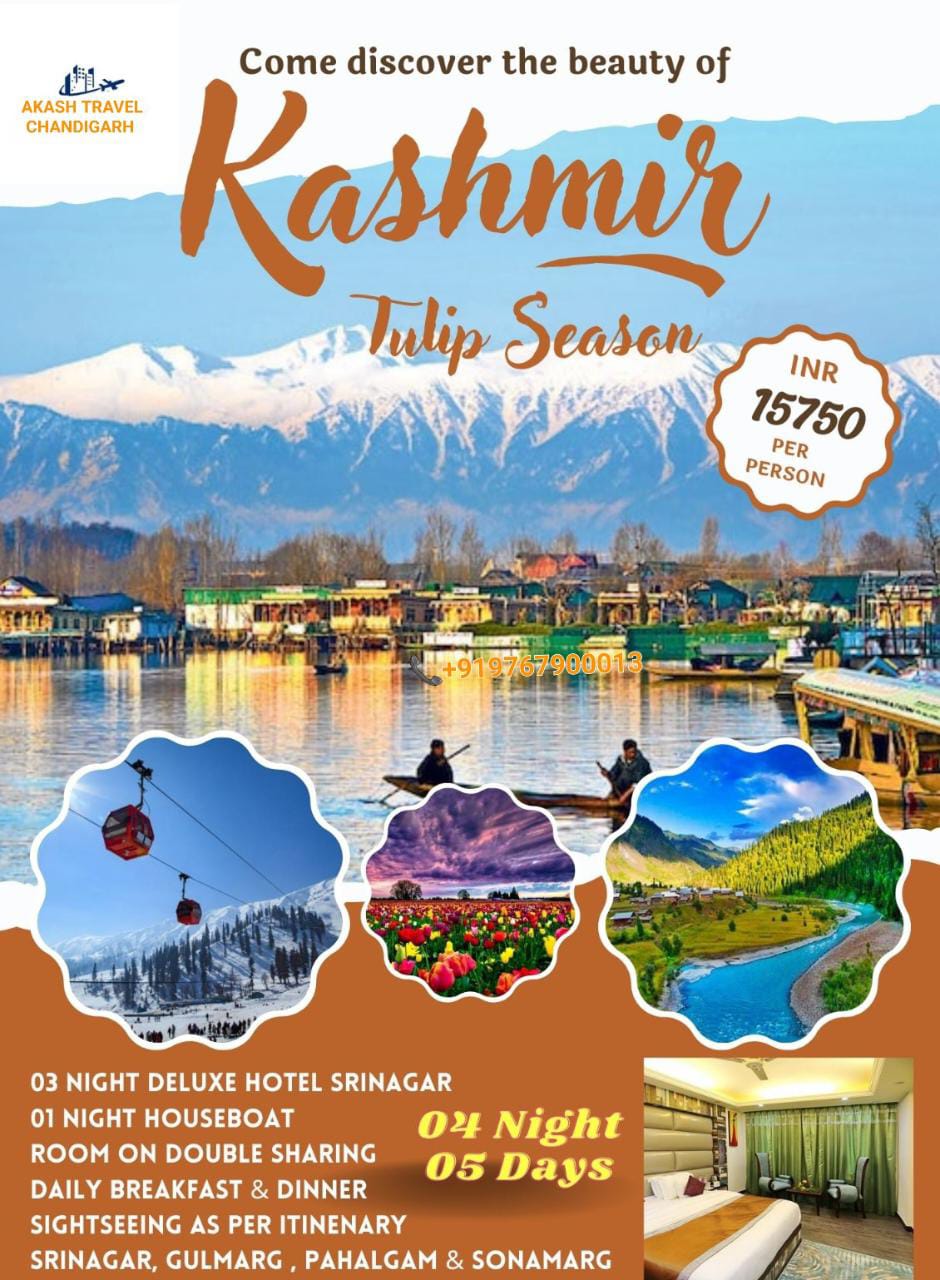 AKASH TRAVEL
CHANDIGARH
Come discover the beauty of
Kashmir
Tulip Season
INR
15750
PER
PERSON
+919767900013
03 NIGHT DELUXE HOTEL SRINAGAR
01 NIGHT HOUSEBOAT
ROOM ON DOUBLE SHARING
DAILY BREAKFAST & DINNER
SIGHTSEEING AS PER ITINENARY
SRINAGAR, GULMARG , PAHALGAM & SONAMARG
04 Night
05 Days